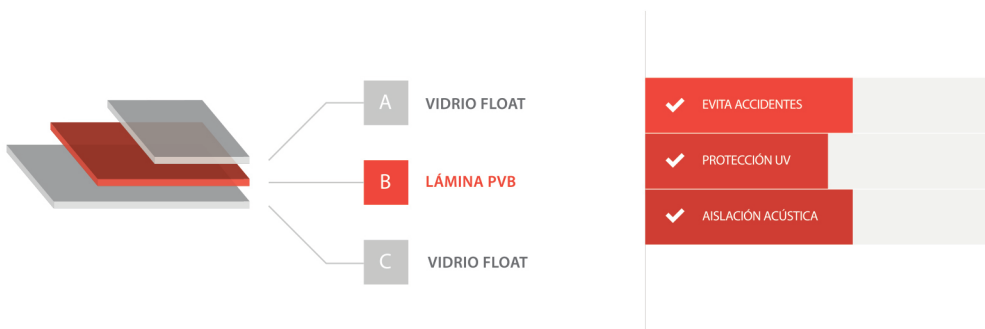 A VIDRIO FLOAT
B LÁMINA PVB
C VIDRIO FLOAT
EVITA ACCIDENTES
PROTECCIÓN UV
AISLACIÓN ACÚSTICA